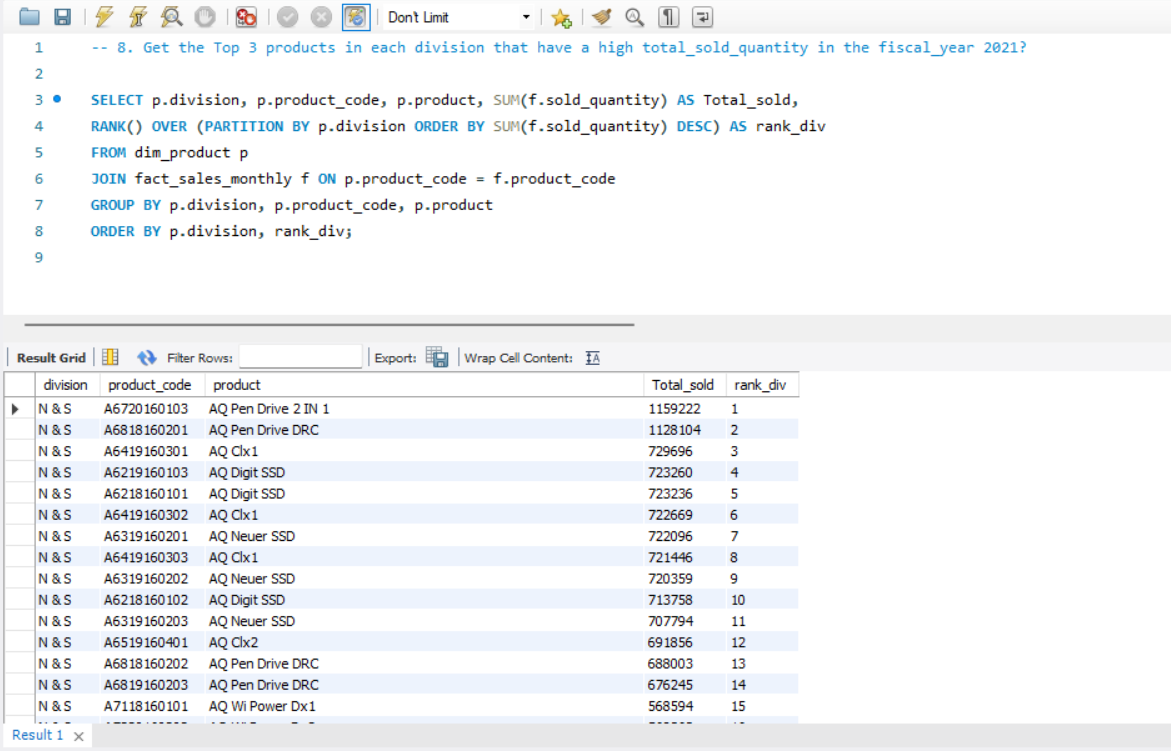 Don't Limit
1 -- 8. Get the Top 3 products in each division that have a high total_sold_quantity in the fiscal_year 2021?
2
3 SELECT p.division, p.product_code, p.product, SUM(f.sold_quantity) AS Total_sold,
4 RANK() OVER (PARTITION BY p.division ORDER BY SUM(f.sold_quantity) DESC) AS rank_div
5 FROM dim_product p
6 JOIN fact_sales_monthly f ON p.product_code = f.product_code
7 GROUP BY p.division, p.product_code, p.product
8 ORDER BY p.division, rank_div;
9
Result Grid Filter Rows: Export: Wrap Cell Content: IA
division product_code product Total_sold rank_div
N & S A6720160103 AQ Pen Drive 2 IN 1 1159222 1
N & S A6818160201 AQ Pen Drive DRC 1128104 2
N & S A6419160301 AQ Clx1 729696 3
N & S A6219160103 AQ Digit SSD 723260 4
N & S A6218160101 AQ Digit SSD 723236 5
N & S A6419160302 AQ Clx1 722669 6
N & S A6319160201 AQ Neuer SSD 722096 7
N & S A6419160303 AQ Clx1 721446 8
N & S A6319160202 AQ Neuer SSD 720359 9
N & S A6218160102 AQ Digit SSD 713758 10
N & S A6319160203 AQ Neuer SSD 707794 11
N & S A6519160401 AQ Clx2 691856 12
N & S A6818160202 AQ Pen Drive DRC 688003 13
N & S A6819160203 AQ Pen Drive DRC 676245 14
N & S A7118160101 AQ Wi Power Dx1 568594 15
Result 1